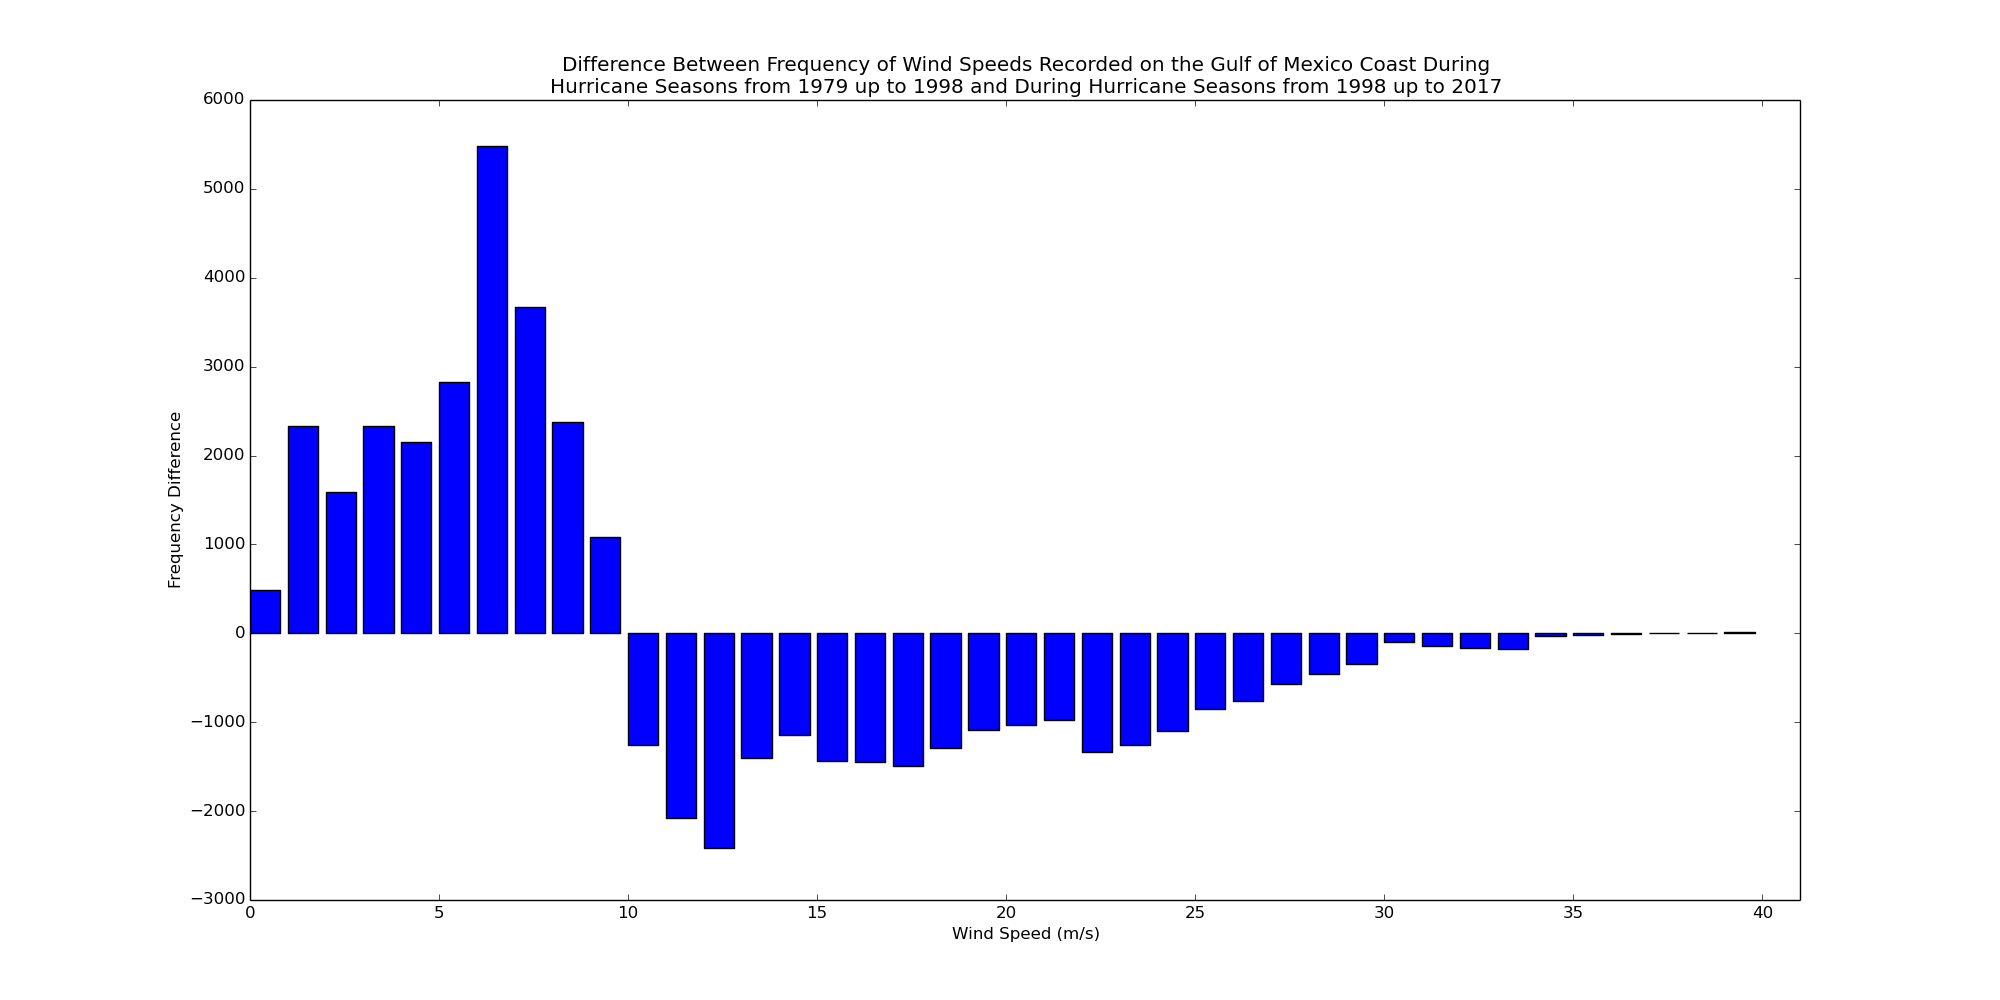 Difference Between Frequency of Wind Speeds Recorded on the Gulf of Mexico Coast During
Hurricane Seasons from 1979 up to 1998 and During Hurricane Seasons from 1998 up to 2017
6000
5000
4000
3000
2000
1000
0
−1000
−2000
−3000
Frequency Difference
0 5 10 15 20 25 30 35 40
Wind Speed (m/s)